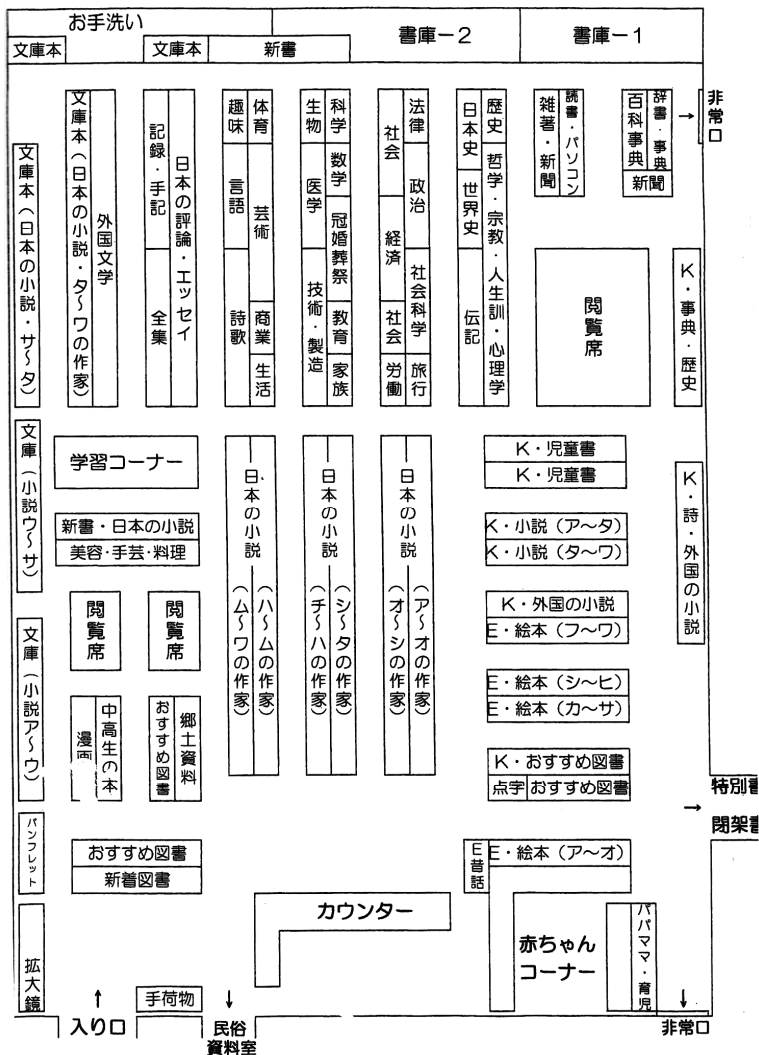 お手洗い
書庫ー2
書庫ー1
文庫本
文庫本
新書
文庫本(日本の小説・サ〜タ)
文庫本(日本の小説・タ〜ワの作家)
外国文学
記録・手記
全集
日本の評論・エッセイ
趣味
言語
詩歌
体育
芸術
商業
生活
生物
医学
技術・製造
科学
数学
冠婚葬祭
教育
家族
社会
経済
社会
労働
法律
政治
社会科学
旅行
日本史
世界史
伝記
歴史
哲学・宗教・人生訓・心理学
雑著・新聞
読書・パソコン
百科事典
辞書・事典
新聞
→
非常口
閲覧席
K・事典・歴史
文庫(小説ウ〜サ)
学習コーナー
新書・日本の小説
美容・手芸・料理
閲覧席
閲覧席
日本の小説
(ム〜ワの作家)
(ハ〜ムの作家)
日本の小説
(チ〜ハの作家)
(シ〜タの作家)
日本の小説
(オ〜シの作家)
(ア〜オの作家)
K・児童書
K・児童書
K・小説(ア〜タ)
K・小説(タ〜ワ)
K・外国の小説
E・絵本(フ〜ワ)
E・絵本(シ〜ヒ)
E・絵本(カ〜サ)
K・おすすめ図書
点字
おすすめ図書
K・詩・外国の小説
文庫(小説ア〜ウ)
漫画
中高生の本
おすすめ図書
郷土資料
特別書
→
閉架書
パンフレット
おすすめ図書
新着図書
E昔話
E・絵本(ア〜オ)
カウンター
赤ちゃん
コーナー
パパママ・育児
拡大鏡
↑
入り口
手荷物
↓
民俗
資料室
↓
非常口